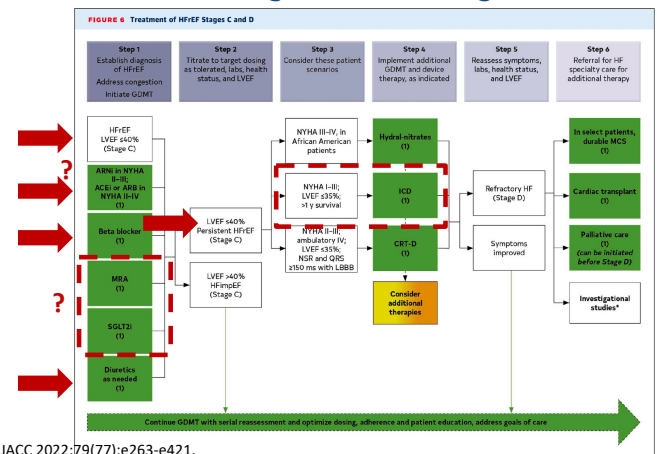 FIGURE 6 Treatment of HFrEF Stages C and D
Step 1
Establish diagnosis
of HFrEF
Address congestion
Initiate GDMT
Step 2
Titrate to target dosing
as tolerated, labs, health
status, and LVEF
Step 3
Consider these patient
scenarios
Step 4
Implement additional
GDMT and device
therapy, as indicated
Step 5
Reassess symptoms,
labs, health status,
and LVEF
Step 6
Referral for HF
specialty care for
additional therapy
HFrEF
LVEF ≤40%
(Stage C)
?
ARNi in NYHA
II–III;
ACEi or ARB in
NYHA II–IV
(1)
Beta blocker
(1)
?
MRA
(1)
SGLT2i
(1)
Diuretics
as needed
(1)
LVEF ≤40%
Persistent HFrEF
(Stage C)
LVEF >40%
HFimpEF
(Stage C)
NYHA III–IV, in
African American
patients
NYHA I–III;
LVEF ≤35%;
>1 y survival
NYHA II–III;
ambulatory IV;
LVEF ≤35%;
NSR and QRS
≥150 ms with LBBB
Hydral-nitrates
(1)
ICD
(1)
CRT-D
(1)
Consider
additional
therapies
Refractory HF
(Stage D)
Symptoms
improved
In select patients,
durable MCS
(1)
Cardiac transplant
(1)
Palliative care
(1)
(can be initiated
before Stage D)
Investigational
studies*
Continue GDMT with serial reassessment and optimize dosing, adherence and patient education, address goals of care
JACC 2022;79(77):e263-e421.